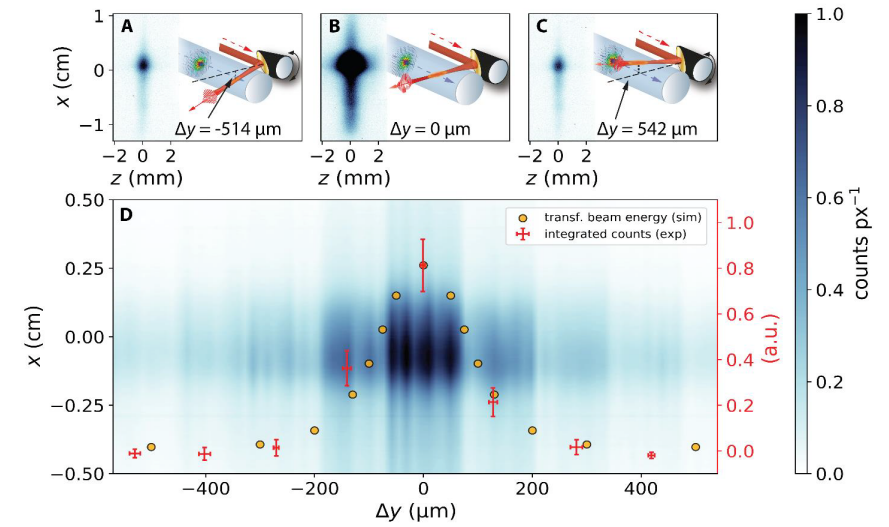 A
B
C
1
0
−1
x (cm)
Δy = -514 μm
Δy = 0 μm
Δy = 542 μm
−2 0 2
−2 0 2
−2 0 2
z (mm)
z (mm)
z (mm)
D
0.50
0.25
0.00
−0.25
−0.50
x (cm)
transf. beam energy (sim)
integrated counts (exp)
1.0
0.8
0.6
0.4
0.2
0.0
(a.u.)
−400 −200 0 200 400
Δy (μm)
1.0
0.8
0.6
0.4
0.2
0.0
counts px⁻¹